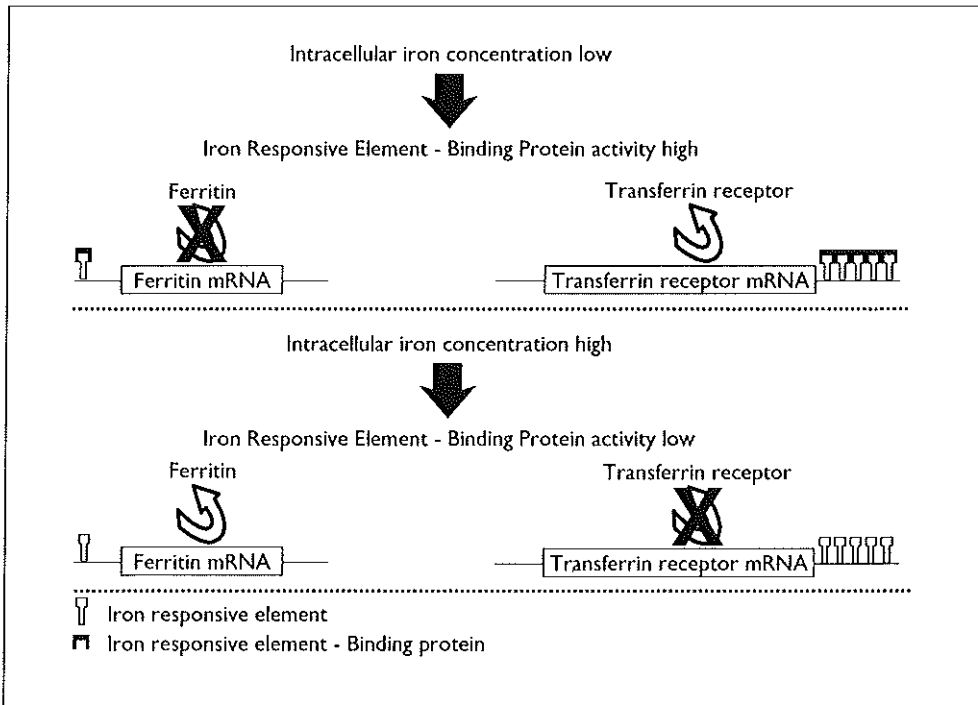 Intracellular iron concentration low
Iron Responsive Element - Binding Protein activity high
Ferritin
Transferrin receptor
Ferritin mRNA
Transferrin receptor mRNA
Intracellular iron concentration high
Iron Responsive Element - Binding Protein activity low
Ferritin
Transferrin receptor
Ferritin mRNA
Transferrin receptor mRNA
Iron responsive element
Iron responsive element - Binding protein